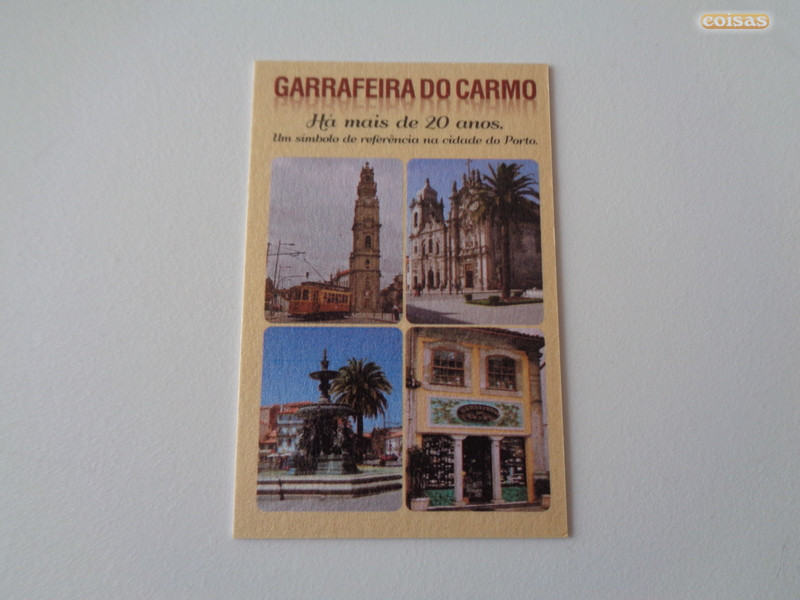 coisas
GARRAFEIRA DO CARMO
Há mais de 20 anos.
Um símbolo de referência na cidade do Porto.